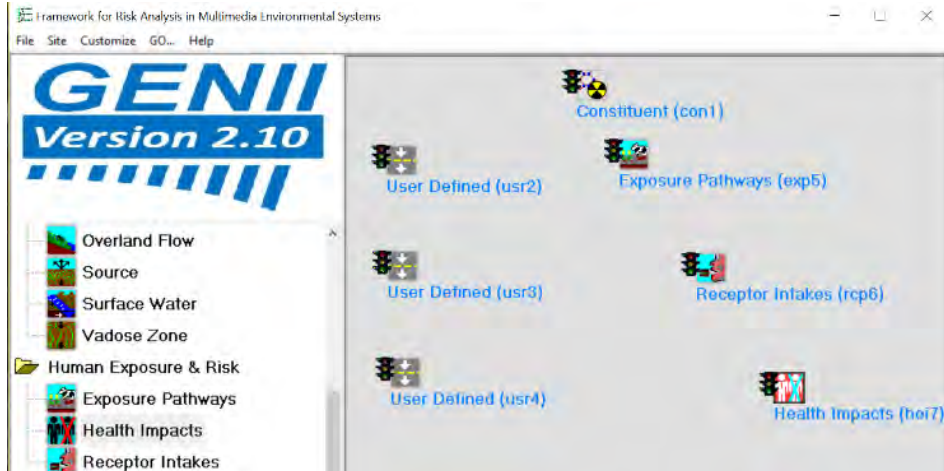 Framework for Risk Analysis in Multimedia Environmental Systems
File Site Customize GO... Help
GENII
Version 2.10
Overland Flow
Source
Surface Water
Vadose Zone
Human Exposure & Risk
Exposure Pathways
Health Impacts
Receptor Intakes
Constituent (con1)
User Defined (usr2)
Exposure Pathways (exp5)
User Defined (usr3)
Receptor Intakes (rcp6)
User Defined (usr4)
Health Impacts (hei7)